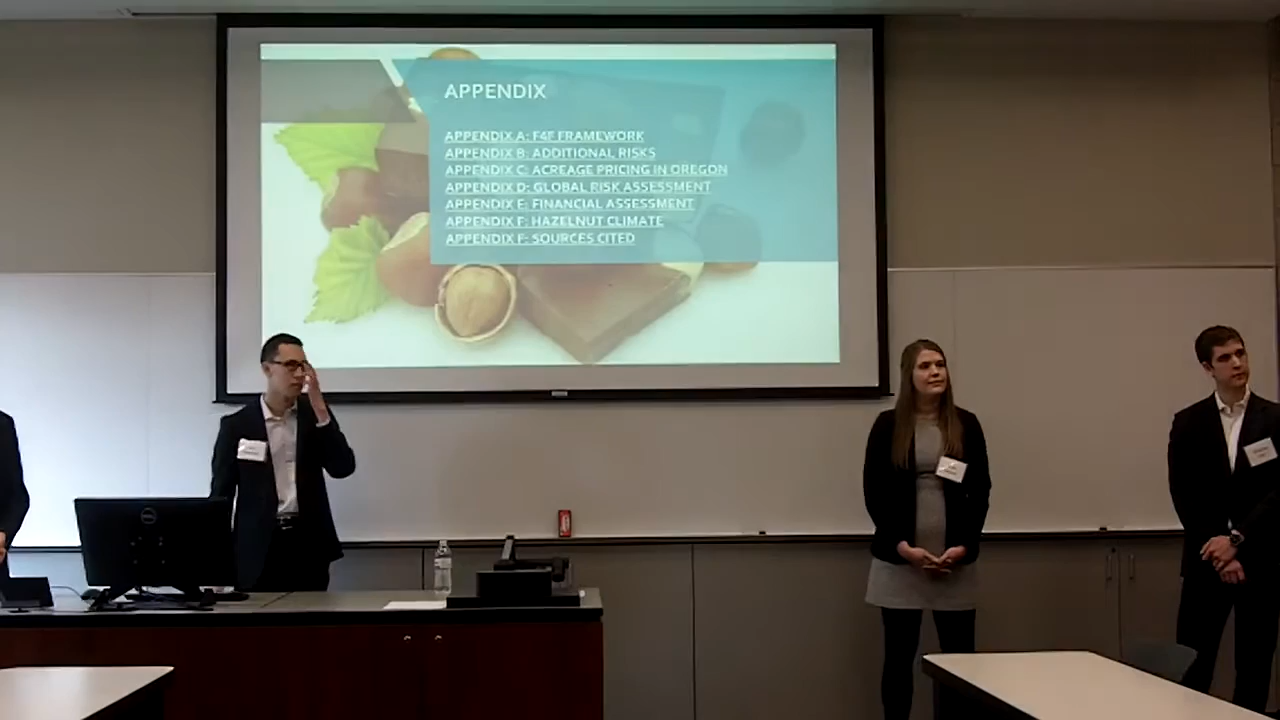 APPENDIX
APPENDIX A: F4F FRAMEWORK
APPENDIX B: ADDITIONAL RISKS
APPENDIX C: ACREAGE PRICING IN OREGON
APPENDIX D: GLOBAL RISK ASSESSMENT
APPENDIX E: FINANCIAL ASSESSMENT
APPENDIX F: HAZELNUT CLIMATE
APPENDIX F: SOURCES CITED
DELL